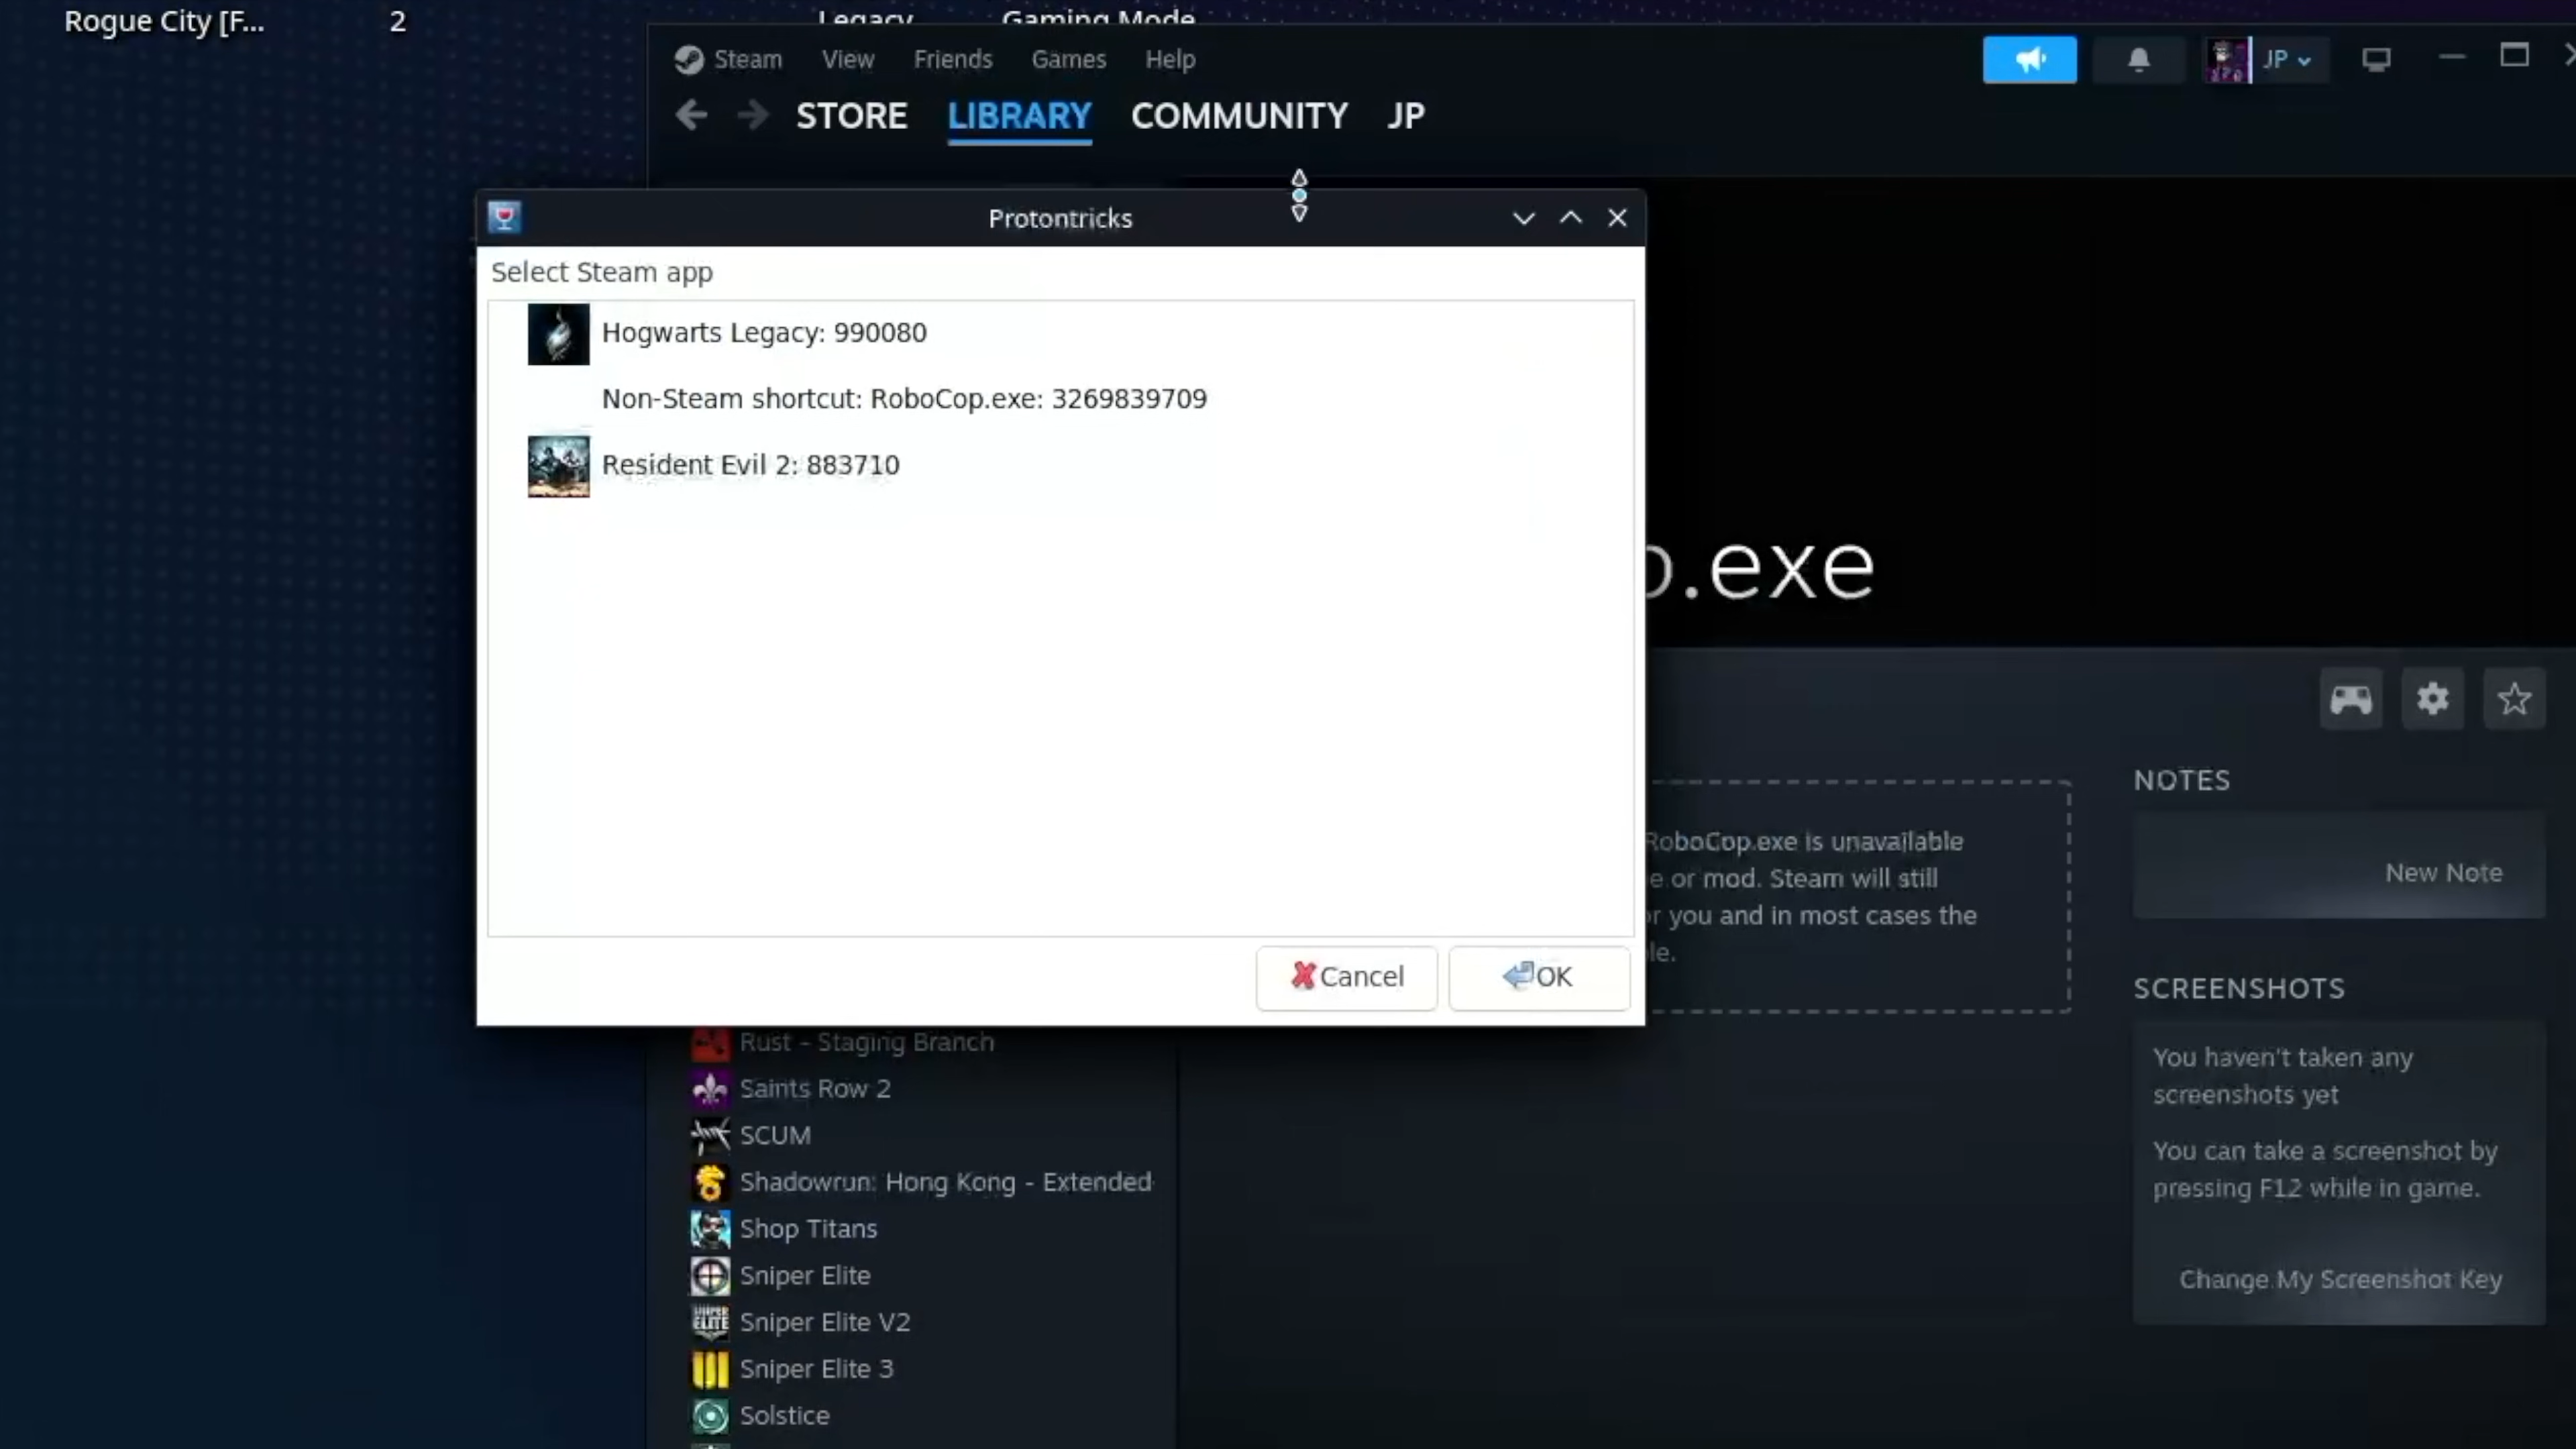 Rogue City [F...
2
Legacy
Gaming Mode
Steam View Friends Games Help
JP
STORE LIBRARY COMMUNITY JP
Protontricks
Select Steam app
Hogwarts Legacy: 990080
Non-Steam shortcut: RoboCop.exe: 3269839709
Resident Evil 2: 883710
Cancel
OK
.exe
RoboCop.exe is unavailable
e or mod. Steam will still
you and in most cases the
NOTES
New Note
SCREENSHOTS
You haven't taken any
screenshots yet
You can take a screenshot by
pressing F12 while in game.
Change My Screenshot Key
Rust - Staging Branch
Saints Row 2
SCUM
Shadowrun: Hong Kong - Extended
Shop Titans
Sniper Elite
Sniper Elite V2
Sniper Elite 3
Solstice